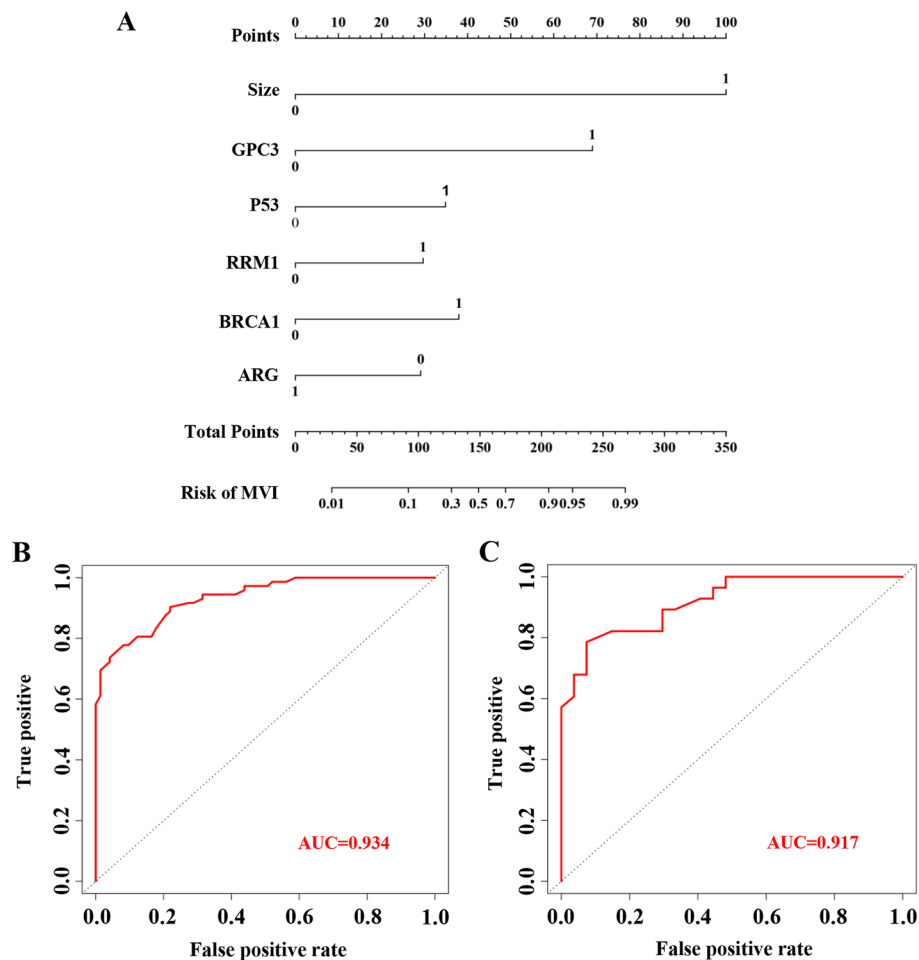 A
Points
0 10 20 30 40 50 60 70 80 90 100
Size
1
0
GPC3
1
0
P53
1
0
RRM1
1
0
BRCA1
1
0
ARG
0
1
Total Points
0 50 100 150 200 250 300 350
Risk of MVI
0.01 0.1 0.3 0.5 0.7 0.9 0.95 0.99
B
True positive
1.0
0.8
0.6
0.4
0.2
0.0
AUC=0.934
0.0 0.2 0.4 0.6 0.8 1.0
False positive rate
C
True positive
1.0
0.8
0.6
0.4
0.2
0.0
AUC=0.917
0.0 0.2 0.4 0.6 0.8 1.0
False positive rate